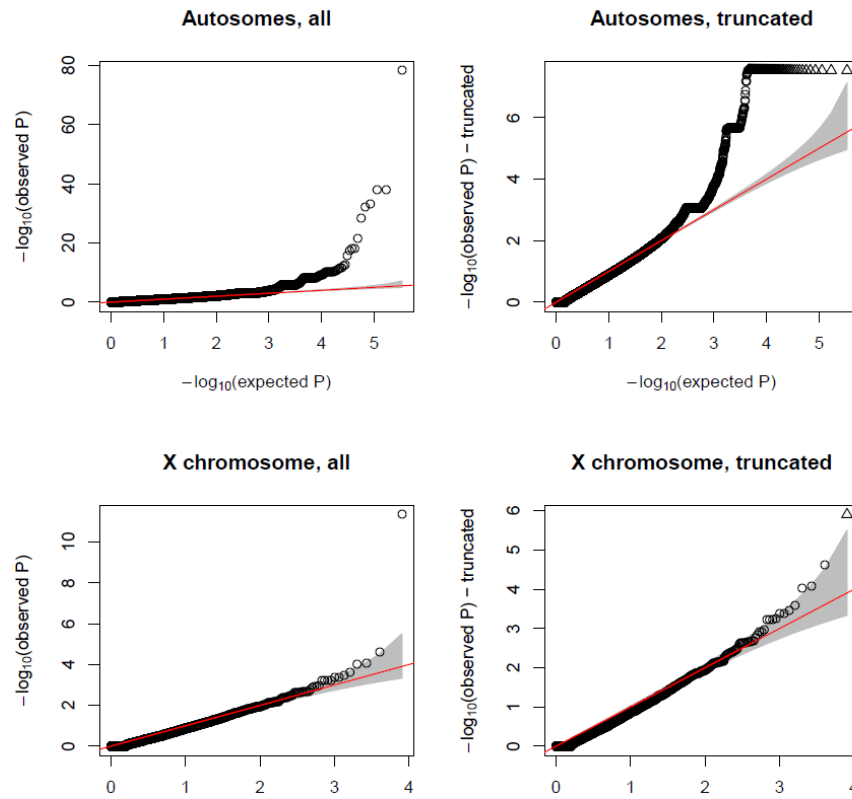 Autosomes, all
−log10(observed P)
0 20 40 60 80
0 1 2 3 4 5
−log10(expected P)
Autosomes, truncated
−log10(observed P) − truncated
0 2 4 6
0 1 2 3 4 5
−log10(expected P)
X chromosome, all
−log10(observed P)
0 2 4 6 8 10
0 1 2 3 4
X chromosome, truncated
−log10(observed P) − truncated
0 1 2 3 4 5 6
0 1 2 3 4